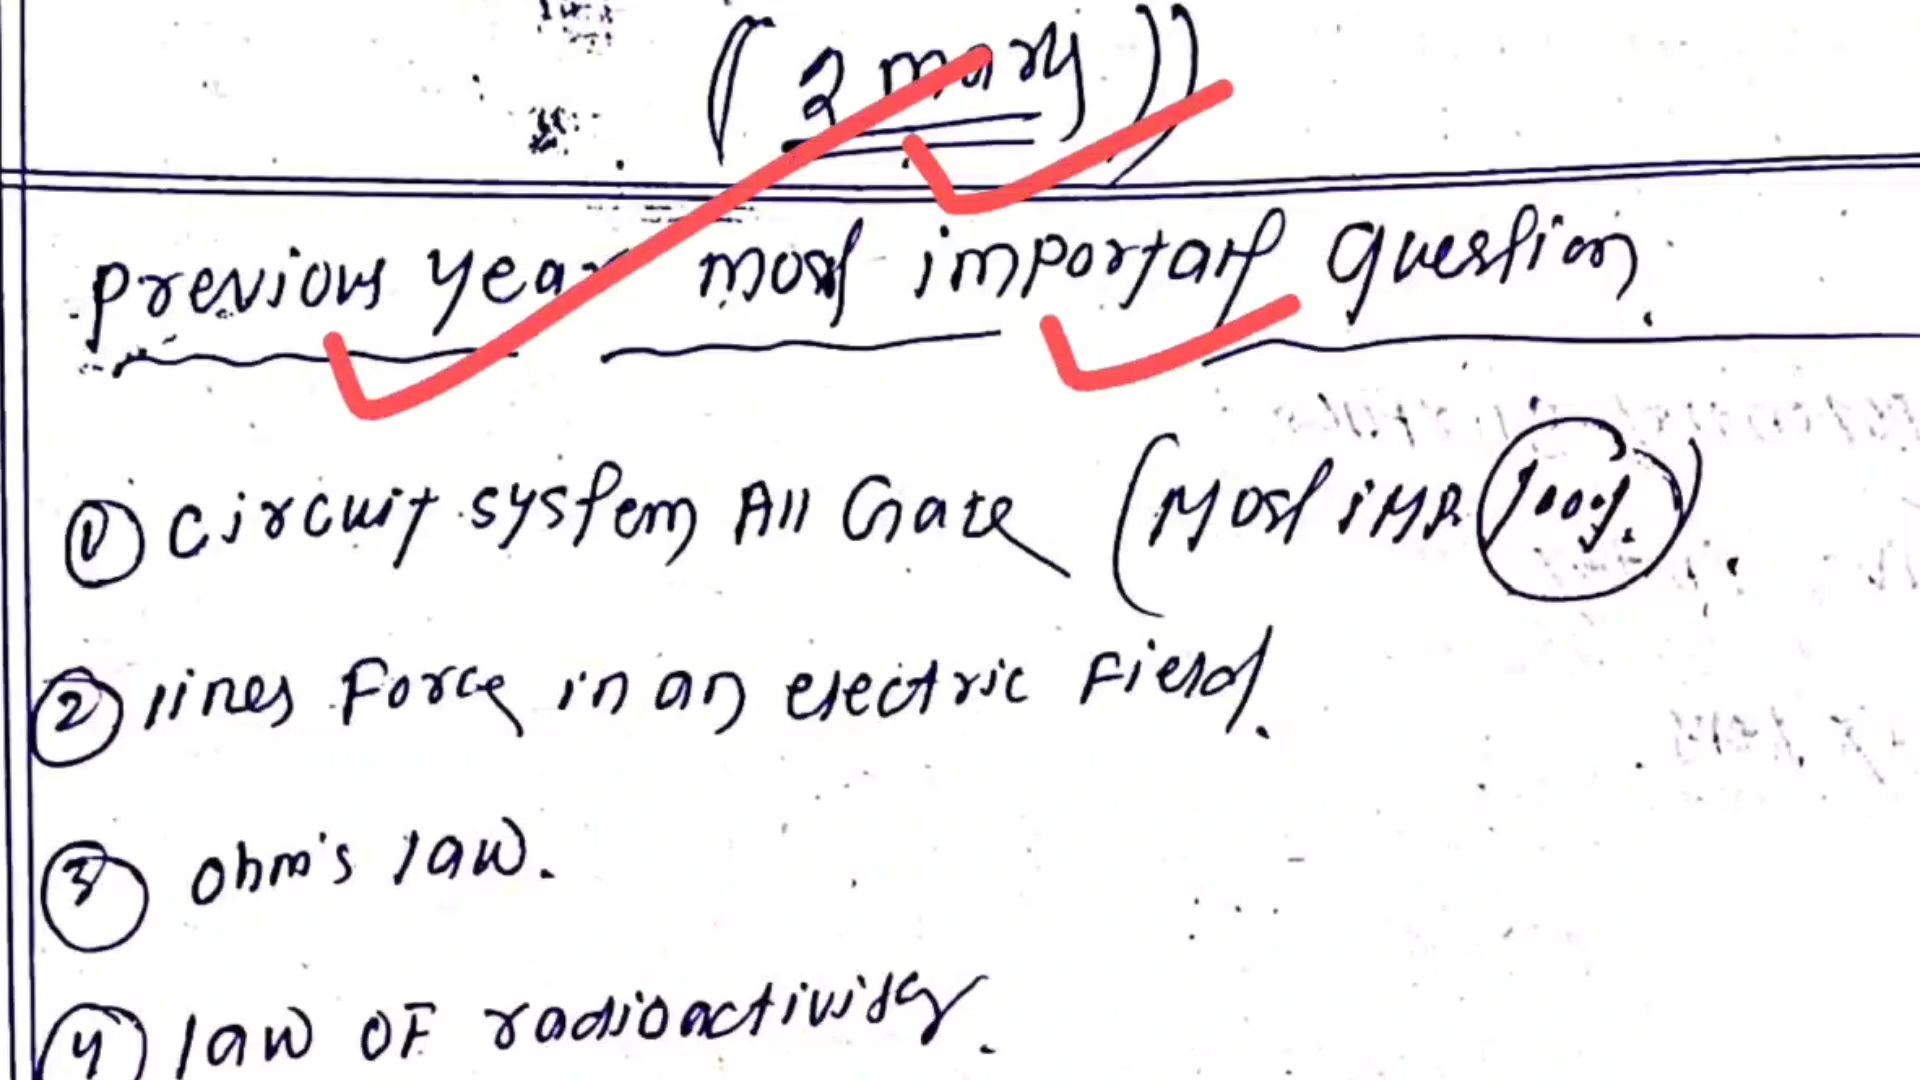 (2 mark))
previous year most important question.
① circuit system All Gate (Most imp 100%).
② lines force in an electric field.
③ ohm's law.
④ law of radioactivity.